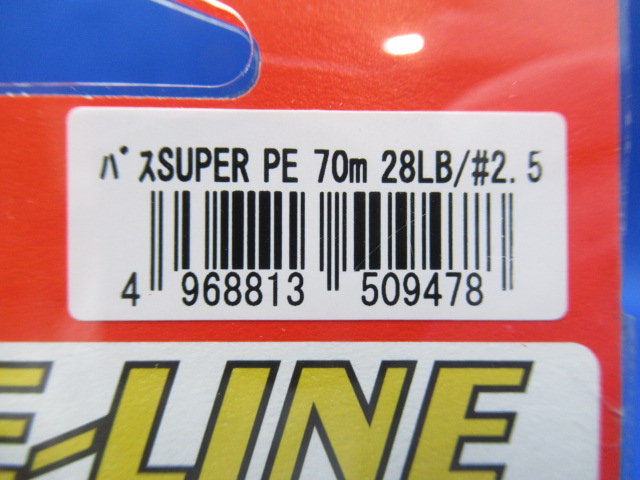 ﾊﾞｽSUPER PE 70m 28LB/#2.5
4 968813 509478
E-LINE